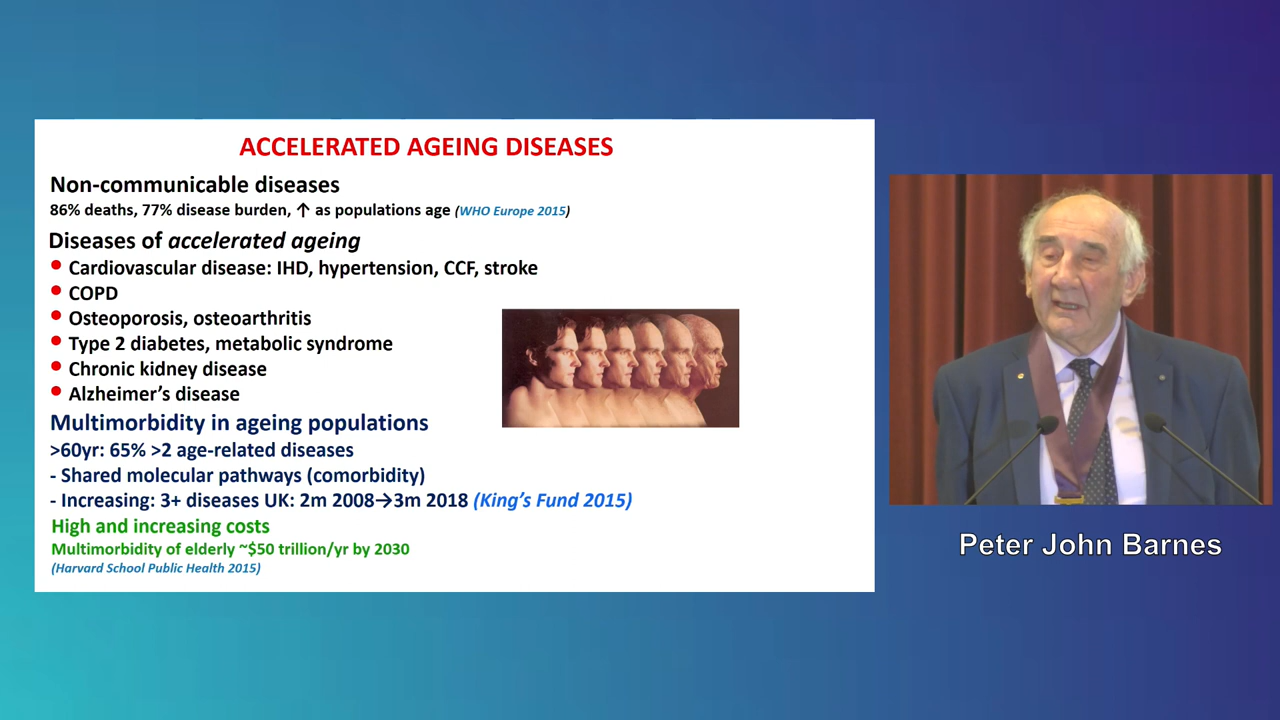 ACCELERATED AGEING DISEASES
Non-communicable diseases
86% deaths, 77% disease burden, ↑ as populations age (WHO Europe 2015)
Diseases of accelerated ageing
• Cardiovascular disease: IHD, hypertension, CCF, stroke
• COPD
• Osteoporosis, osteoarthritis
• Type 2 diabetes, metabolic syndrome
• Chronic kidney disease
• Alzheimer’s disease
Multimorbidity in ageing populations
>60yr: 65% >2 age-related diseases
- Shared molecular pathways (comorbidity)
- Increasing: 3+ diseases UK: 2m 2008→3m 2018 (King’s Fund 2015)
High and increasing costs
Multimorbidity of elderly ~$50 trillion/yr by 2030
(Harvard School Public Health 2015)
Peter John Barnes